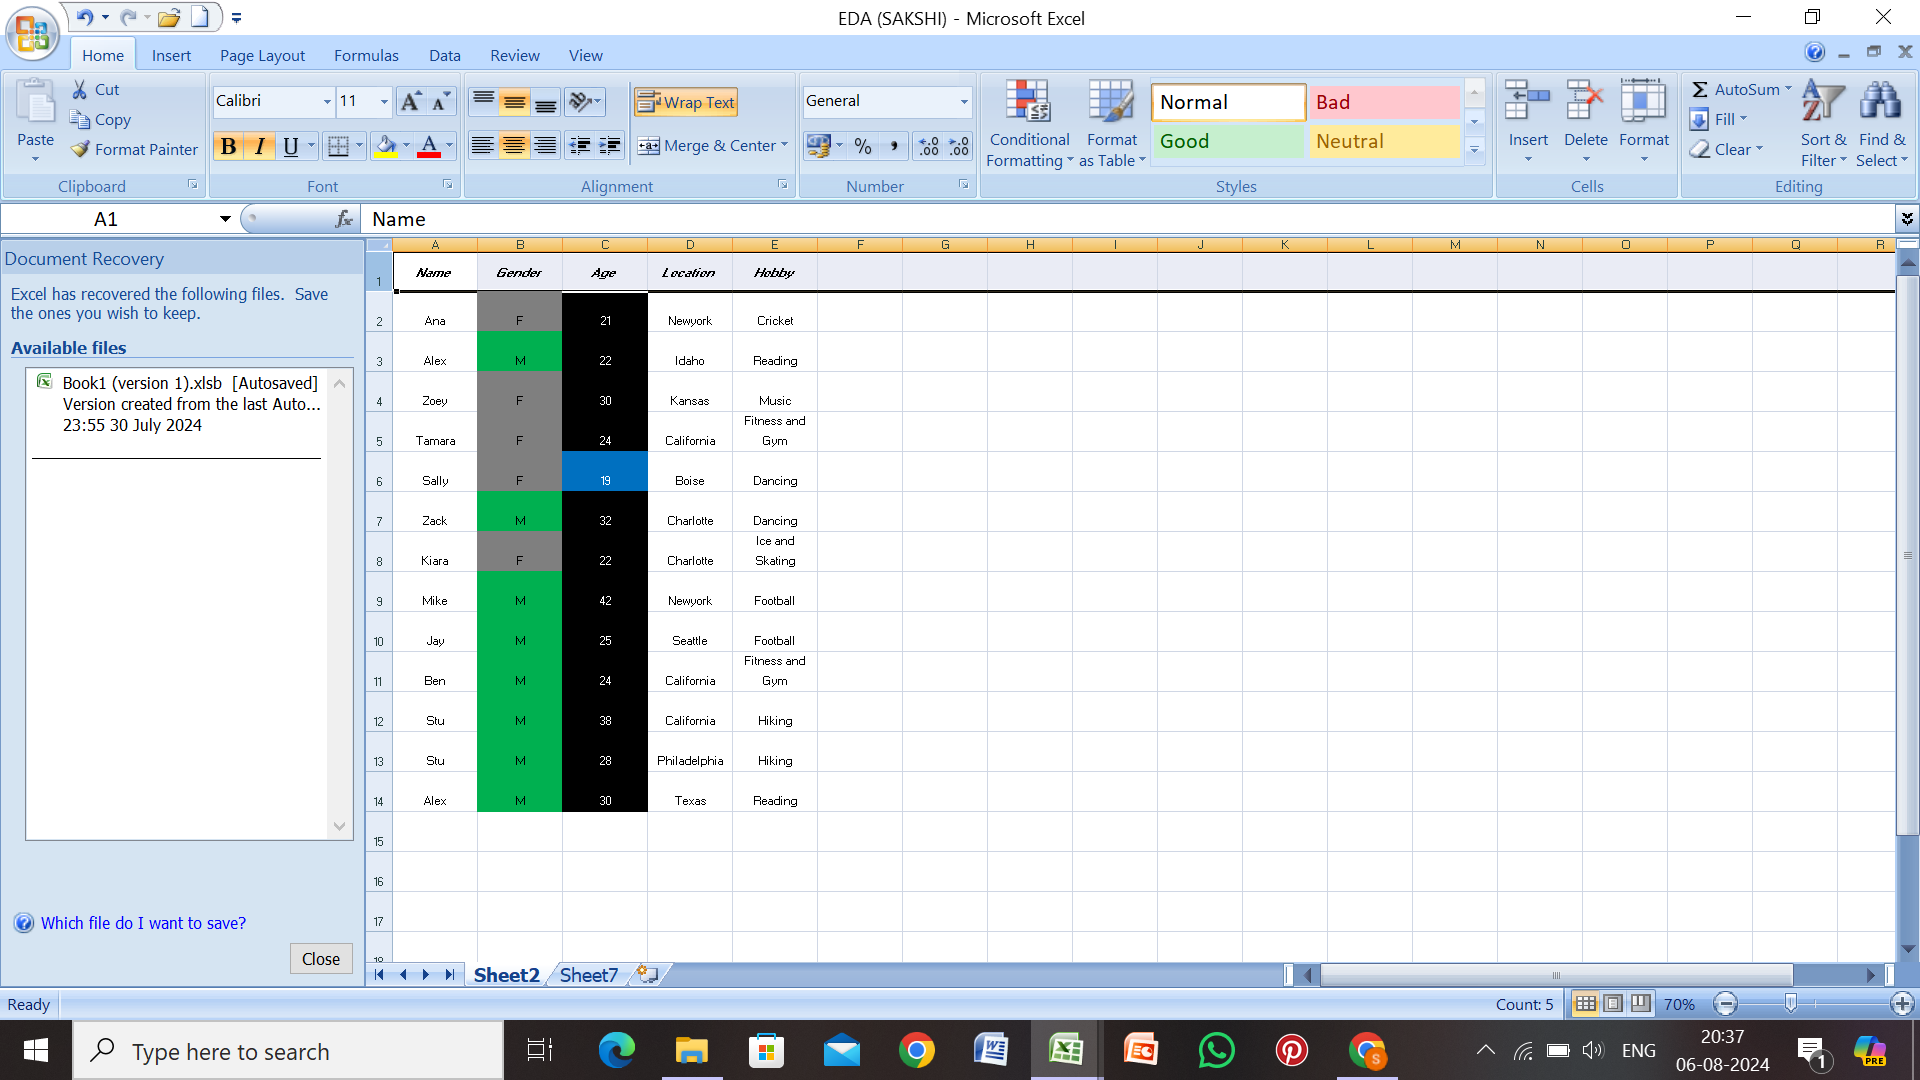 EDA (SAKSHI) - Microsoft Excel
Home Insert Page Layout Formulas Data Review View
Paste
Cut
Copy
Format Painter
Clipboard
Calibri 11
B I U A
Font
Wrap Text
Merge & Center
Alignment
General
%
Number
Conditional Formatting
Format as Table
Normal Bad
Good Neutral
Styles
Insert Delete Format
Cells
AutoSum
Fill
Clear
Sort & Filter
Find & Select
Editing
A1 fx Name
Document Recovery
Excel has recovered the following files. Save
the ones you wish to keep.
Available files
Book1 (version 1).xlsb [Autosaved]
Version created from the last Auto...
23:55 30 July 2024
Which file do I want to save?
Close
A B C D E F G H I J K L M N O P Q R
1 Name Gender Age Location Hobby
2 Ana F 21 Newyork Cricket
3 Alex M 22 Idaho Reading
4 Zoey F 30 Kansas Music
5 Tamara F 24 California Fitness and Gym
6 Sally F 19 Boise Dancing
7 Zack M 32 Charlotte Dancing
8 Kiara F 22 Charlotte Ice and Skating
9 Mike M 42 Newyork Football
10 Jay M 25 Seattle Football
11 Ben M 24 California Fitness and Gym
12 Stu M 38 California Hiking
13 Stu M 28 Philadelphia Hiking
14 Alex M 30 Texas Reading
15
16
17
18
Sheet2 Sheet7
Ready Count: 5 70%
Type here to search
ENG
20:37
06-08-2024
1
PRE